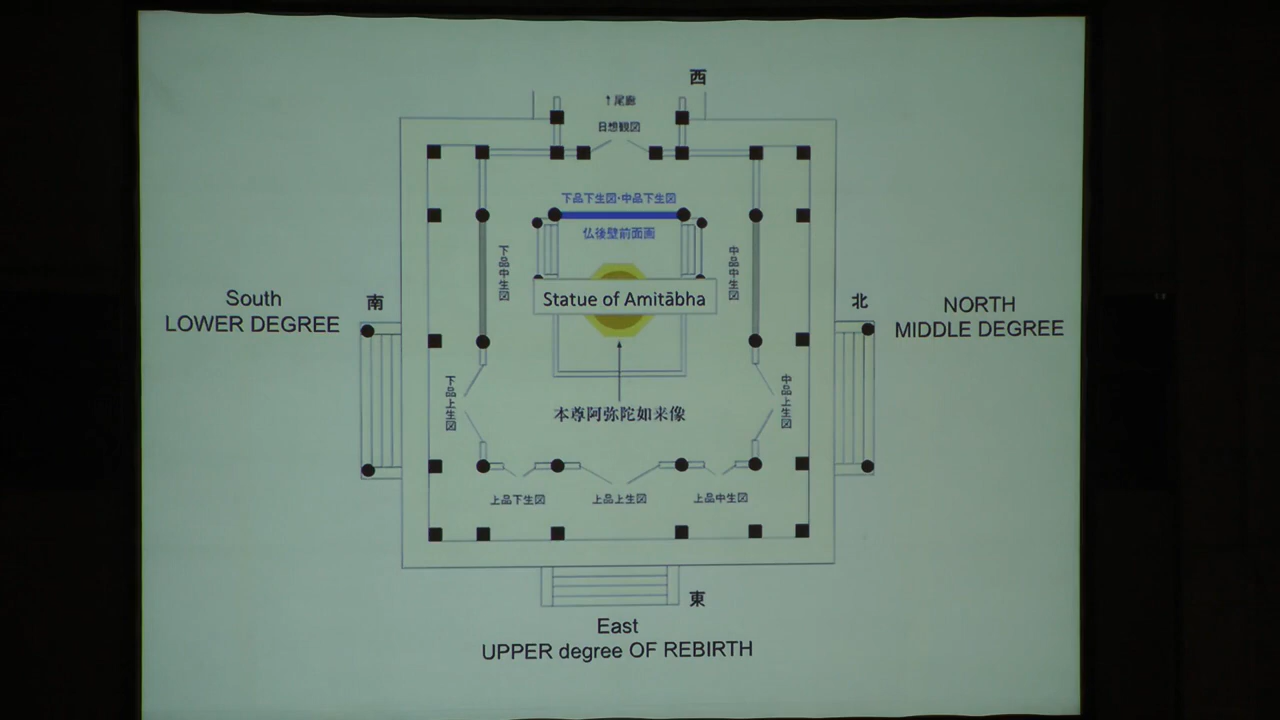 西
↑尾廊
日想観図
下品下生図・中品下生図
仏後壁前面画
下品中生図
中品中生図
Statue of Amitābha
South
LOWER DEGREE
南
北
NORTH
MIDDLE DEGREE
下品上生図
中品上生図
本尊阿弥陀如来像
上品下生図
上品上生図
上品中生図
東
East
UPPER degree OF REBIRTH